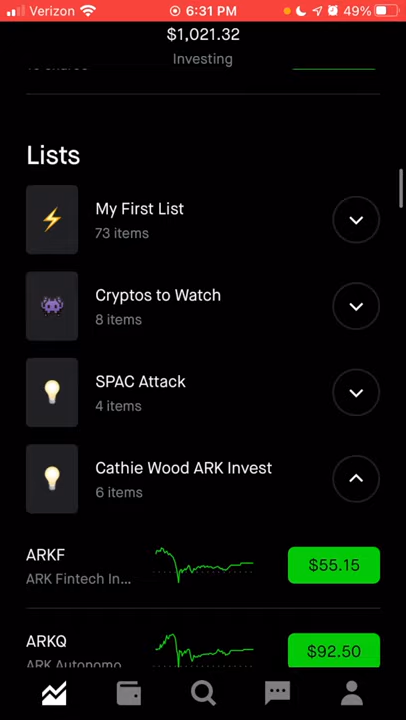 Verizon 6:31 PM 49%
$1,021.32
Investing
Lists
My First List
73 items
Cryptos to Watch
8 items
SPAC Attack
4 items
Cathie Wood ARK Invest
6 items
ARKF
ARK Fintech In...
$55.15
ARKQ
ARK Autonomo
$92.50